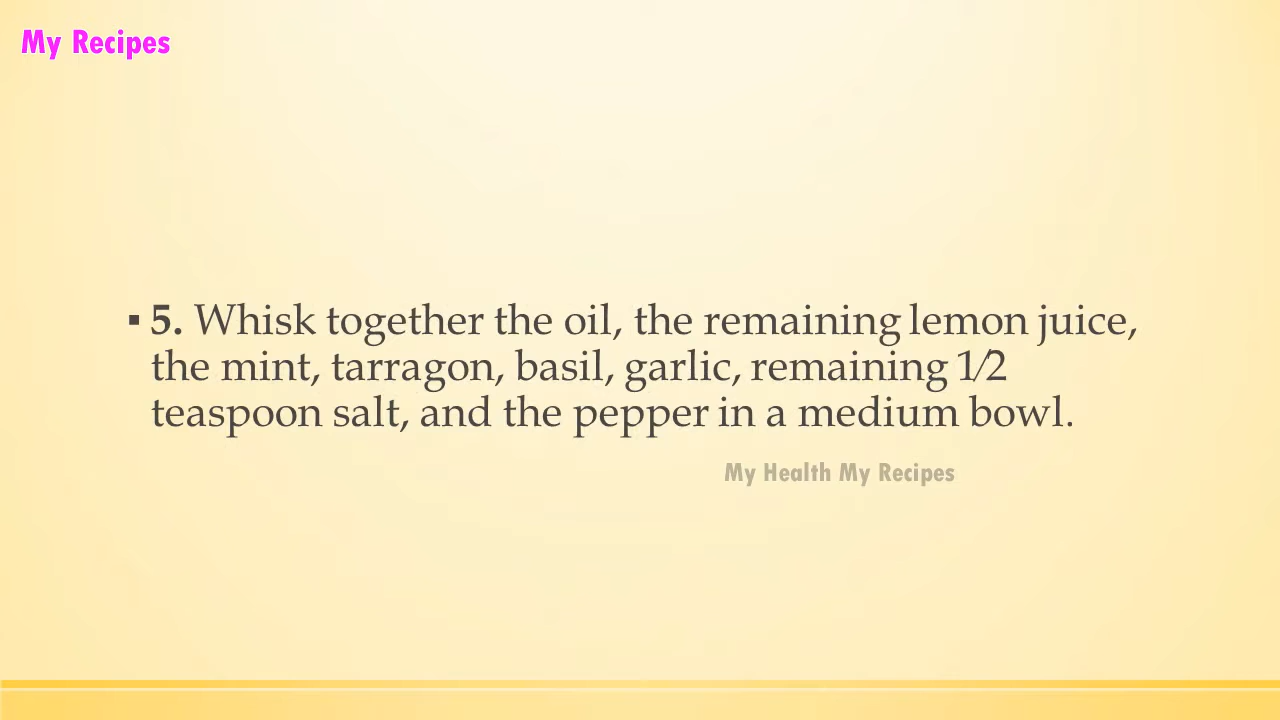 My Recipes
▪ 5. Whisk together the oil, the remaining lemon juice,
the mint, tarragon, basil, garlic, remaining 1/2
teaspoon salt, and the pepper in a medium bowl.
My Health My Recipes